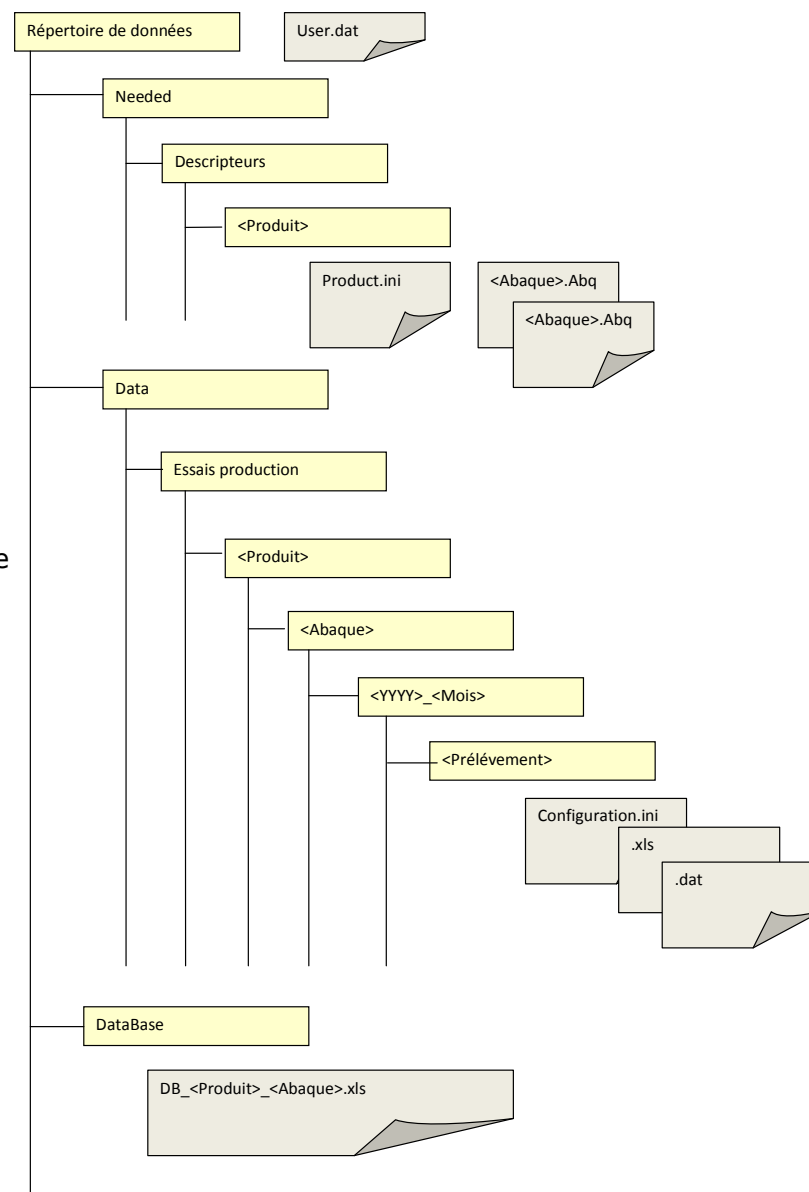 Répertoire de données
User.dat
Needed
Descripteurs
<Produit>
Product.ini
<Abaque>.Abq
<Abaque>.Abq
Data
Essais production
e
<Produit>
<Abaque>
<YYYY>_<Mois>
<Prélévement>
Configuration.ini
.xls
.dat
DataBase
DB_<Produit>_<Abaque>.xls